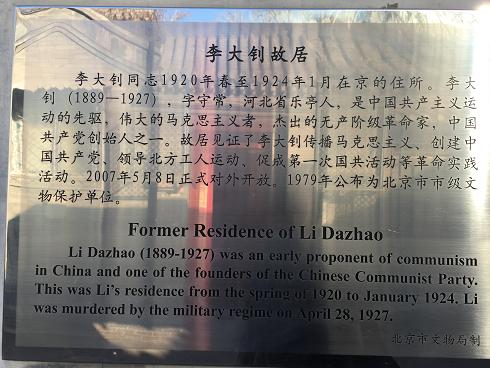 李大钊故居
李大钊同志1920年春至1924年1月在京的住所。李大
钊（1889—1927），字守常，河北省乐亭人，是中国共产主义运
动的先驱，伟大的马克思主义者，杰出的无产阶级革命家，中国
共产党创始人之一。故居见证了李大钊传播马克思主义、创建中
国共产党、领导北方工人运动、促成第一次国共活动等革命实践
活动。2007年5月8日正式对外开放。1979年公布为北京市市级文
物保护单位。
Former Residence of Li Dazhao
Li Dazhao (1889-1927) was an early proponent of communism
in China and one of the founders of the Chinese Communist Party.
This was Li's residence from the spring of 1920 to January 1924. Li
was murdered by the military regime on April 28, 1927.
北京市文物局制